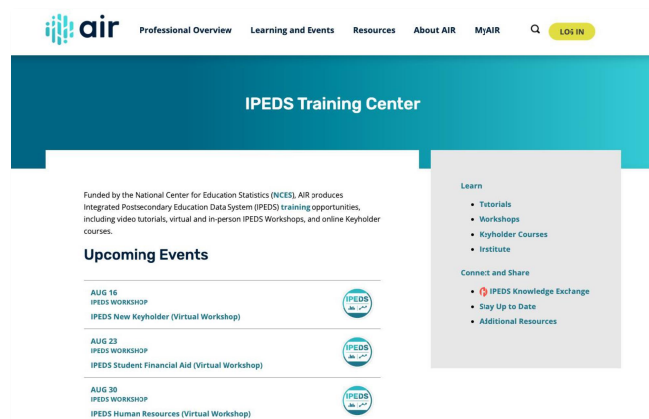 air
Professional Overview Learning and Events Resources About AIR MyAIR LOG IN
IPEDS Training Center
Funded by the National Center for Education Statistics (NCES), AIR produces
Integrated Postsecondary Education Data System (IPEDS) training opportunities,
including video tutorials, virtual and in-person IPEDS Workshops, and online Keyholder
courses.
Upcoming Events
AUG 16
IPEDS WORKSHOP
IPEDS New Keyholder (Virtual Workshop)
IPEDS
AUG 23
IPEDS WORKSHOP
IPEDS Student Financial Aid (Virtual Workshop)
IPEDS
AUG 30
IPEDS WORKSHOP
IPEDS Human Resources (Virtual Workshop)
IPEDS
Learn
Tutorials
Workshops
Keyholder Courses
Institute
Connect and Share
IPEDS Knowledge Exchange
Stay Up to Date
Additional Resources